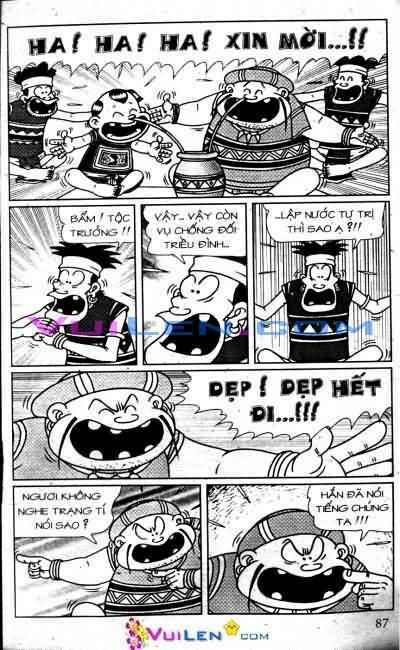 HA! HA! HA! XIN MỜI...!!
BẨM! TỘC
TRƯỞNG!!
VẬY... VẬY CÒN
VỤ CHỐNG ĐỐI
TRIỀU ĐÌNH...
...LẬP NƯỚC TỰ TRỊ
THÌ SAO Ạ?!!
VUILEN.COM
DẸP! DẸP HẾT
ĐI...!!!
NGƯƠI KHÔNG
NGHE TRẠNG TÍ
NÓI SAO?
HẮN ĐÃ NÓI
TIẾNG CHÚNG
TA!!!
87
VUILEN.COM